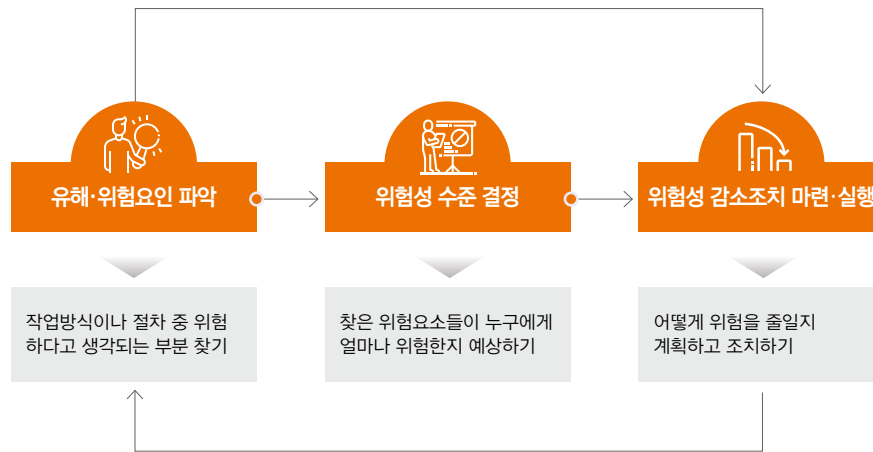 유해·위험요인 파악
위험성 수준 결정
위험성 감소조치 마련·실행
작업방식이나 절차 중 위험
하다고 생각되는 부분 찾기
찾은 위험요소들이 누구에게
얼마나 위험한지 예상하기
어떻게 위험을 줄일지
계획하고 조치하기